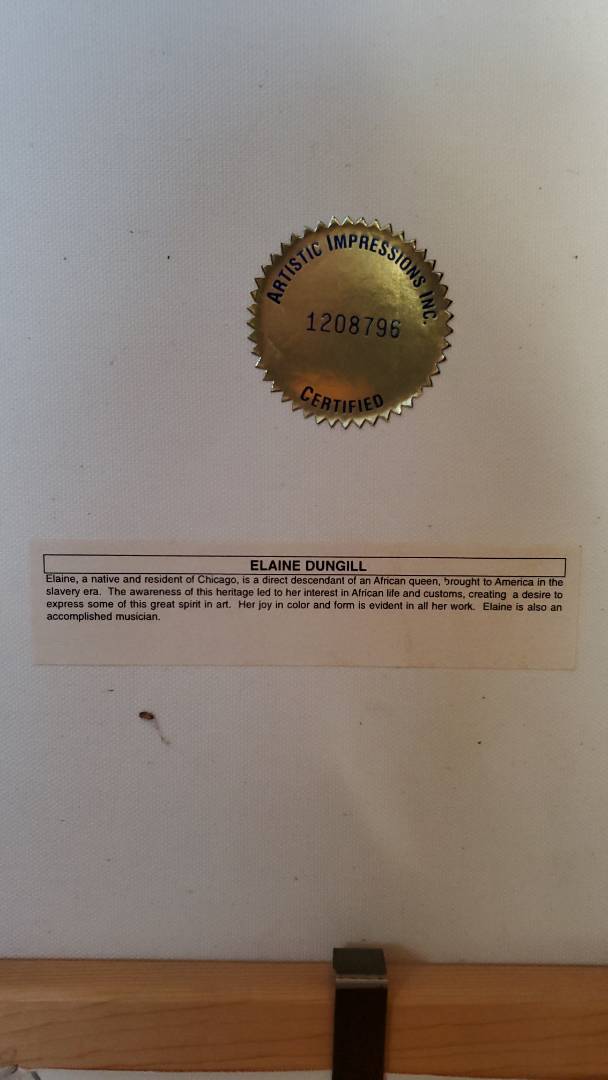 ARTISTIC IMPRESSIONS INC.
1208796
CERTIFIED
ELAINE DUNGILL
Elaine, a native and resident of Chicago, is a direct descendant of an African queen, brought to America in the
slavery era. The awareness of this heritage led to her interest in African life and customs, creating a desire to
express some of this great spirit in art. Her joy in color and form is evident in all her work. Elaine is also an
accomplished musician.